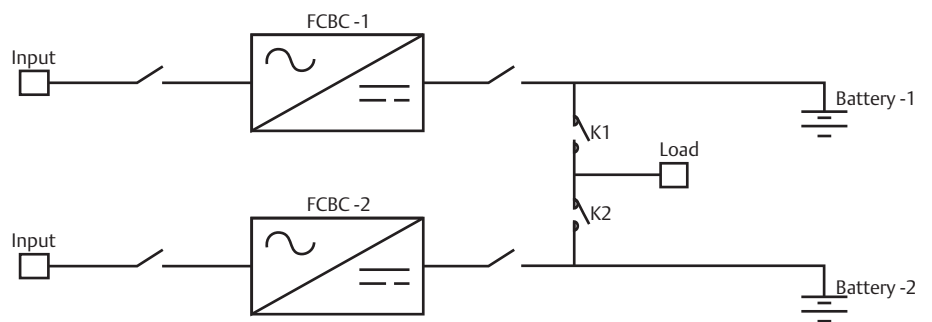 FCBC -1
Input
Battery -1
K1
Load
FCBC -2
K2
Input
Battery -2